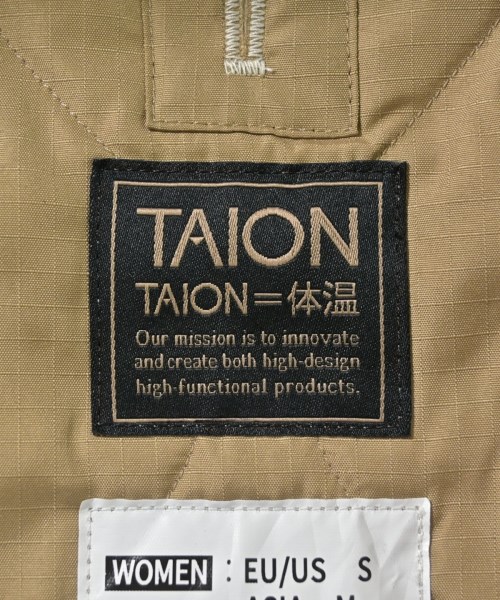 TAION
TAION=体温
Our mission is to innovate
and create both high-design
high-functional products.
WOMEN : EU/US S
ASIA M